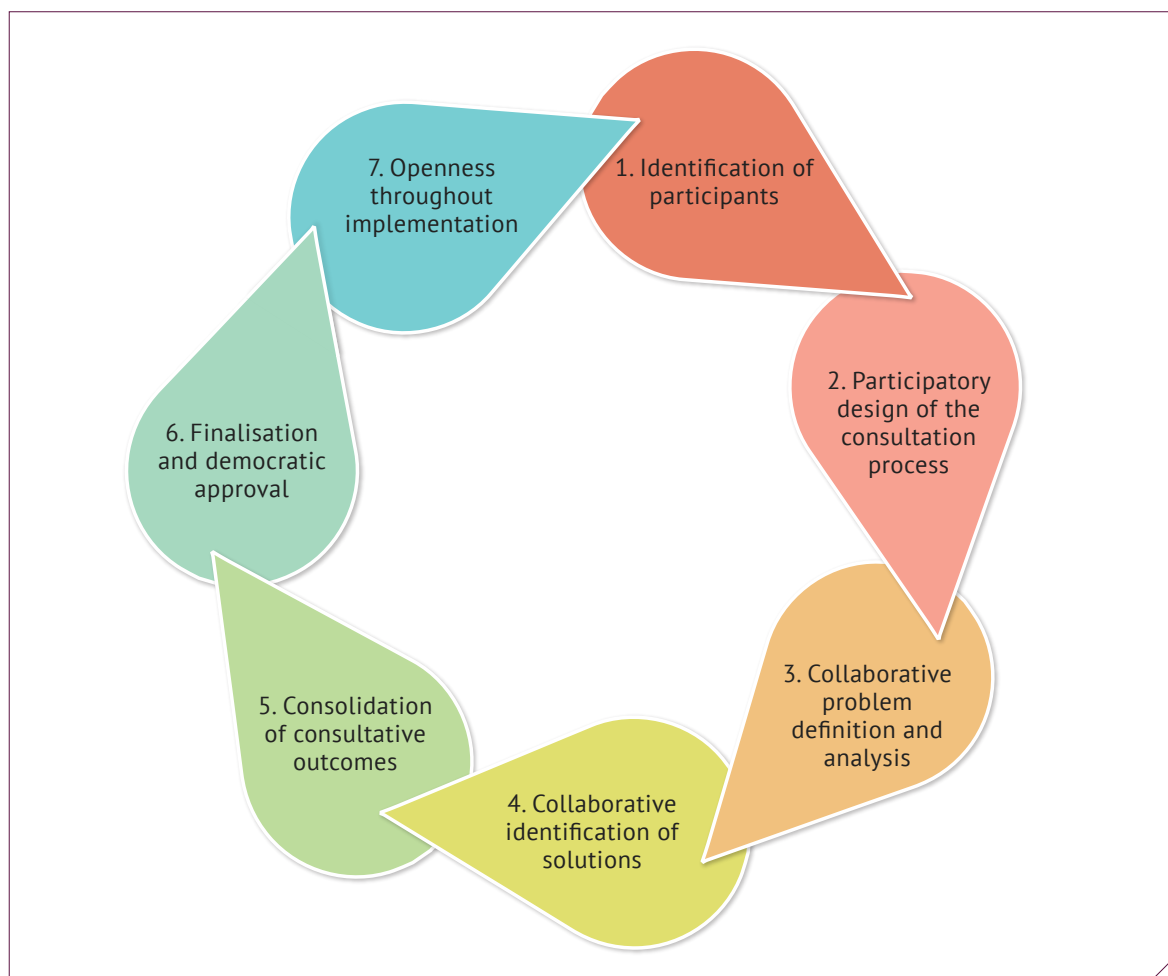 1. Identification of
participants
2. Participatory
design of the
consultation
process
3. Collaborative
problem
definition and
analysis
4. Collaborative
identification of
solutions
5. Consolidation
of consultative
outcomes
6. Finalisation
and democratic
approval
7. Openness
throughout
implementation